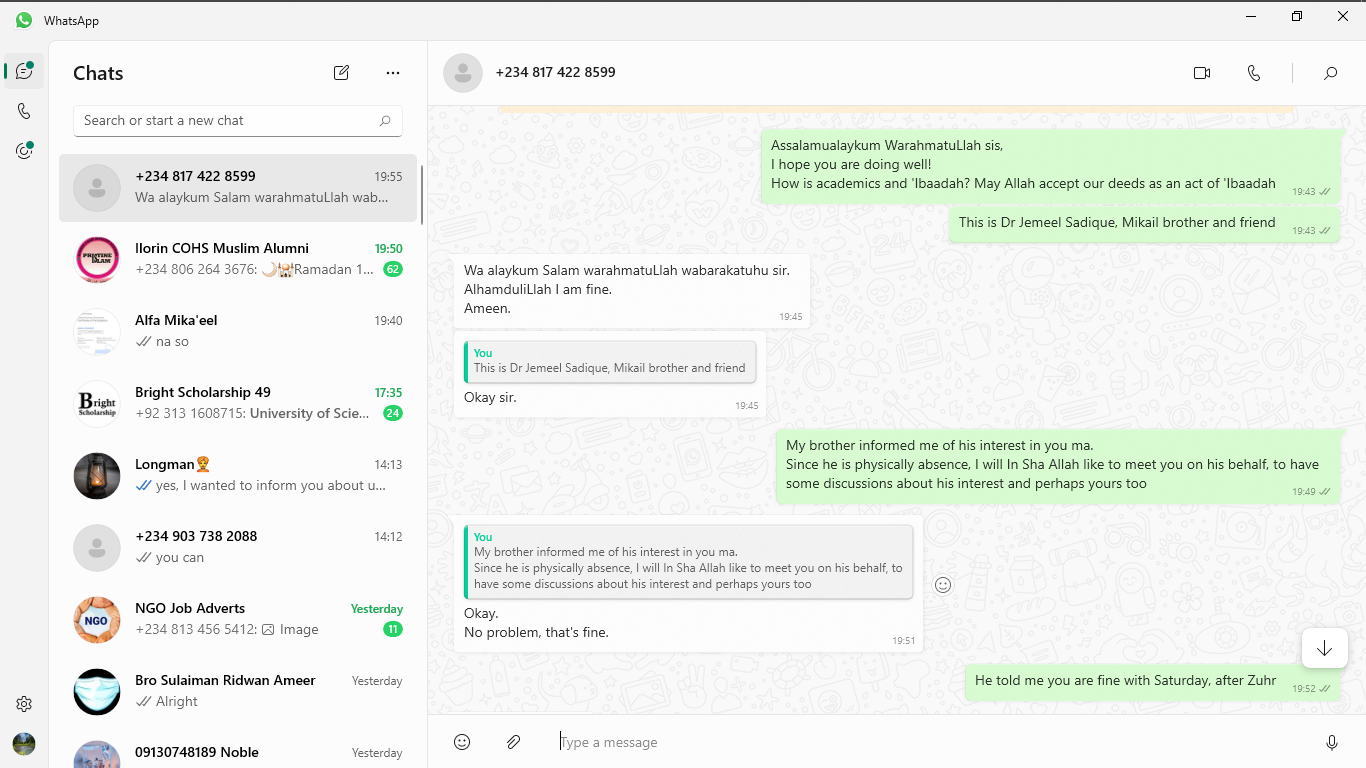 WhatsApp
Chats
Search or start a new chat
+234 817 422 8599
19:55
Wa alaykum Salam warahmatuLlah wab...
PRISTINE
ISLAM
Ilorin COHS Muslim Alumni
19:50
+234 806 264 3676: 🌙🕌Ramadan 1...
62
Alfa Mika'eel
19:40
na so
Bright
Scholarship
Bright Scholarship 49
17:35
+92 313 1608715: University of Scie...
24
Longman
14:13
yes, I wanted to inform you about u...
+234 903 738 2088
14:12
you can
NGO
NGO Job Adverts
Yesterday
+234 813 456 5412: Image
11
Bro Sulaiman Ridwan Ameer
Yesterday
Alright
09130748189 Noble
Yesterday
+234 817 422 8599
Assalamualaykum WarahmatuLlah sis,
I hope you are doing well!
How is academics and 'Ibaadah? May Allah accept our deeds as an act of 'Ibaadah
19:43
This is Dr Jemeel Sadique, Mikail brother and friend
19:43
Wa alaykum Salam warahmatuLlah wabarakatuhu sir.
AlhamduliLlah I am fine.
Ameen.
19:45
You
This is Dr Jemeel Sadique, Mikail brother and friend
Okay sir.
19:45
My brother informed me of his interest in you ma.
Since he is physically absence, I will In Sha Allah like to meet you on his behalf, to have
some discussions about his interest and perhaps yours too
19:49
You
My brother informed me of his interest in you ma.
Since he is physically absence, I will In Sha Allah like to meet you on his behalf, to
have some discussions about his interest and perhaps yours too
Okay.
No problem, that's fine.
19:51
He told me you are fine with Saturday, after Zuhr
19:52
Type a message